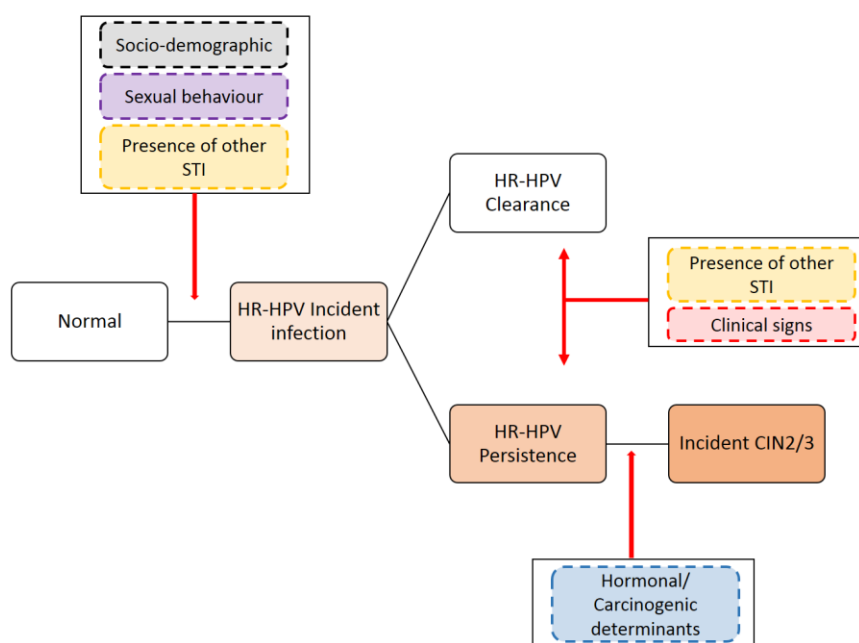 Socio-demographic
Sexual behaviour
Presence of other
STI
HR-HPV
Clearance
Presence of other
STI
Clinical signs
Normal
HR-HPV Incident
infection
HR-HPV
Persistence
Incident CIN2/3
Hormonal/
Carcinogenic
determinants